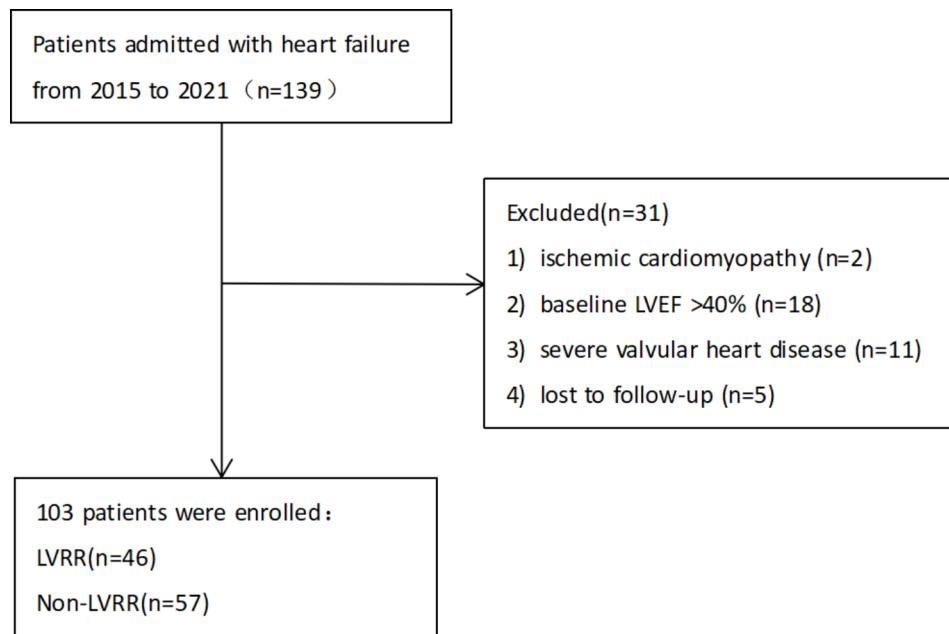 Patients admitted with heart failure
from 2015 to 2021（n=139）
Excluded(n=31)
1) ischemic cardiomyopathy (n=2)
2) baseline LVEF >40% (n=18)
3) severe valvular heart disease (n=11)
4) lost to follow-up (n=5)
103 patients were enrolled：
LVRR(n=46)
Non-LVRR(n=57)